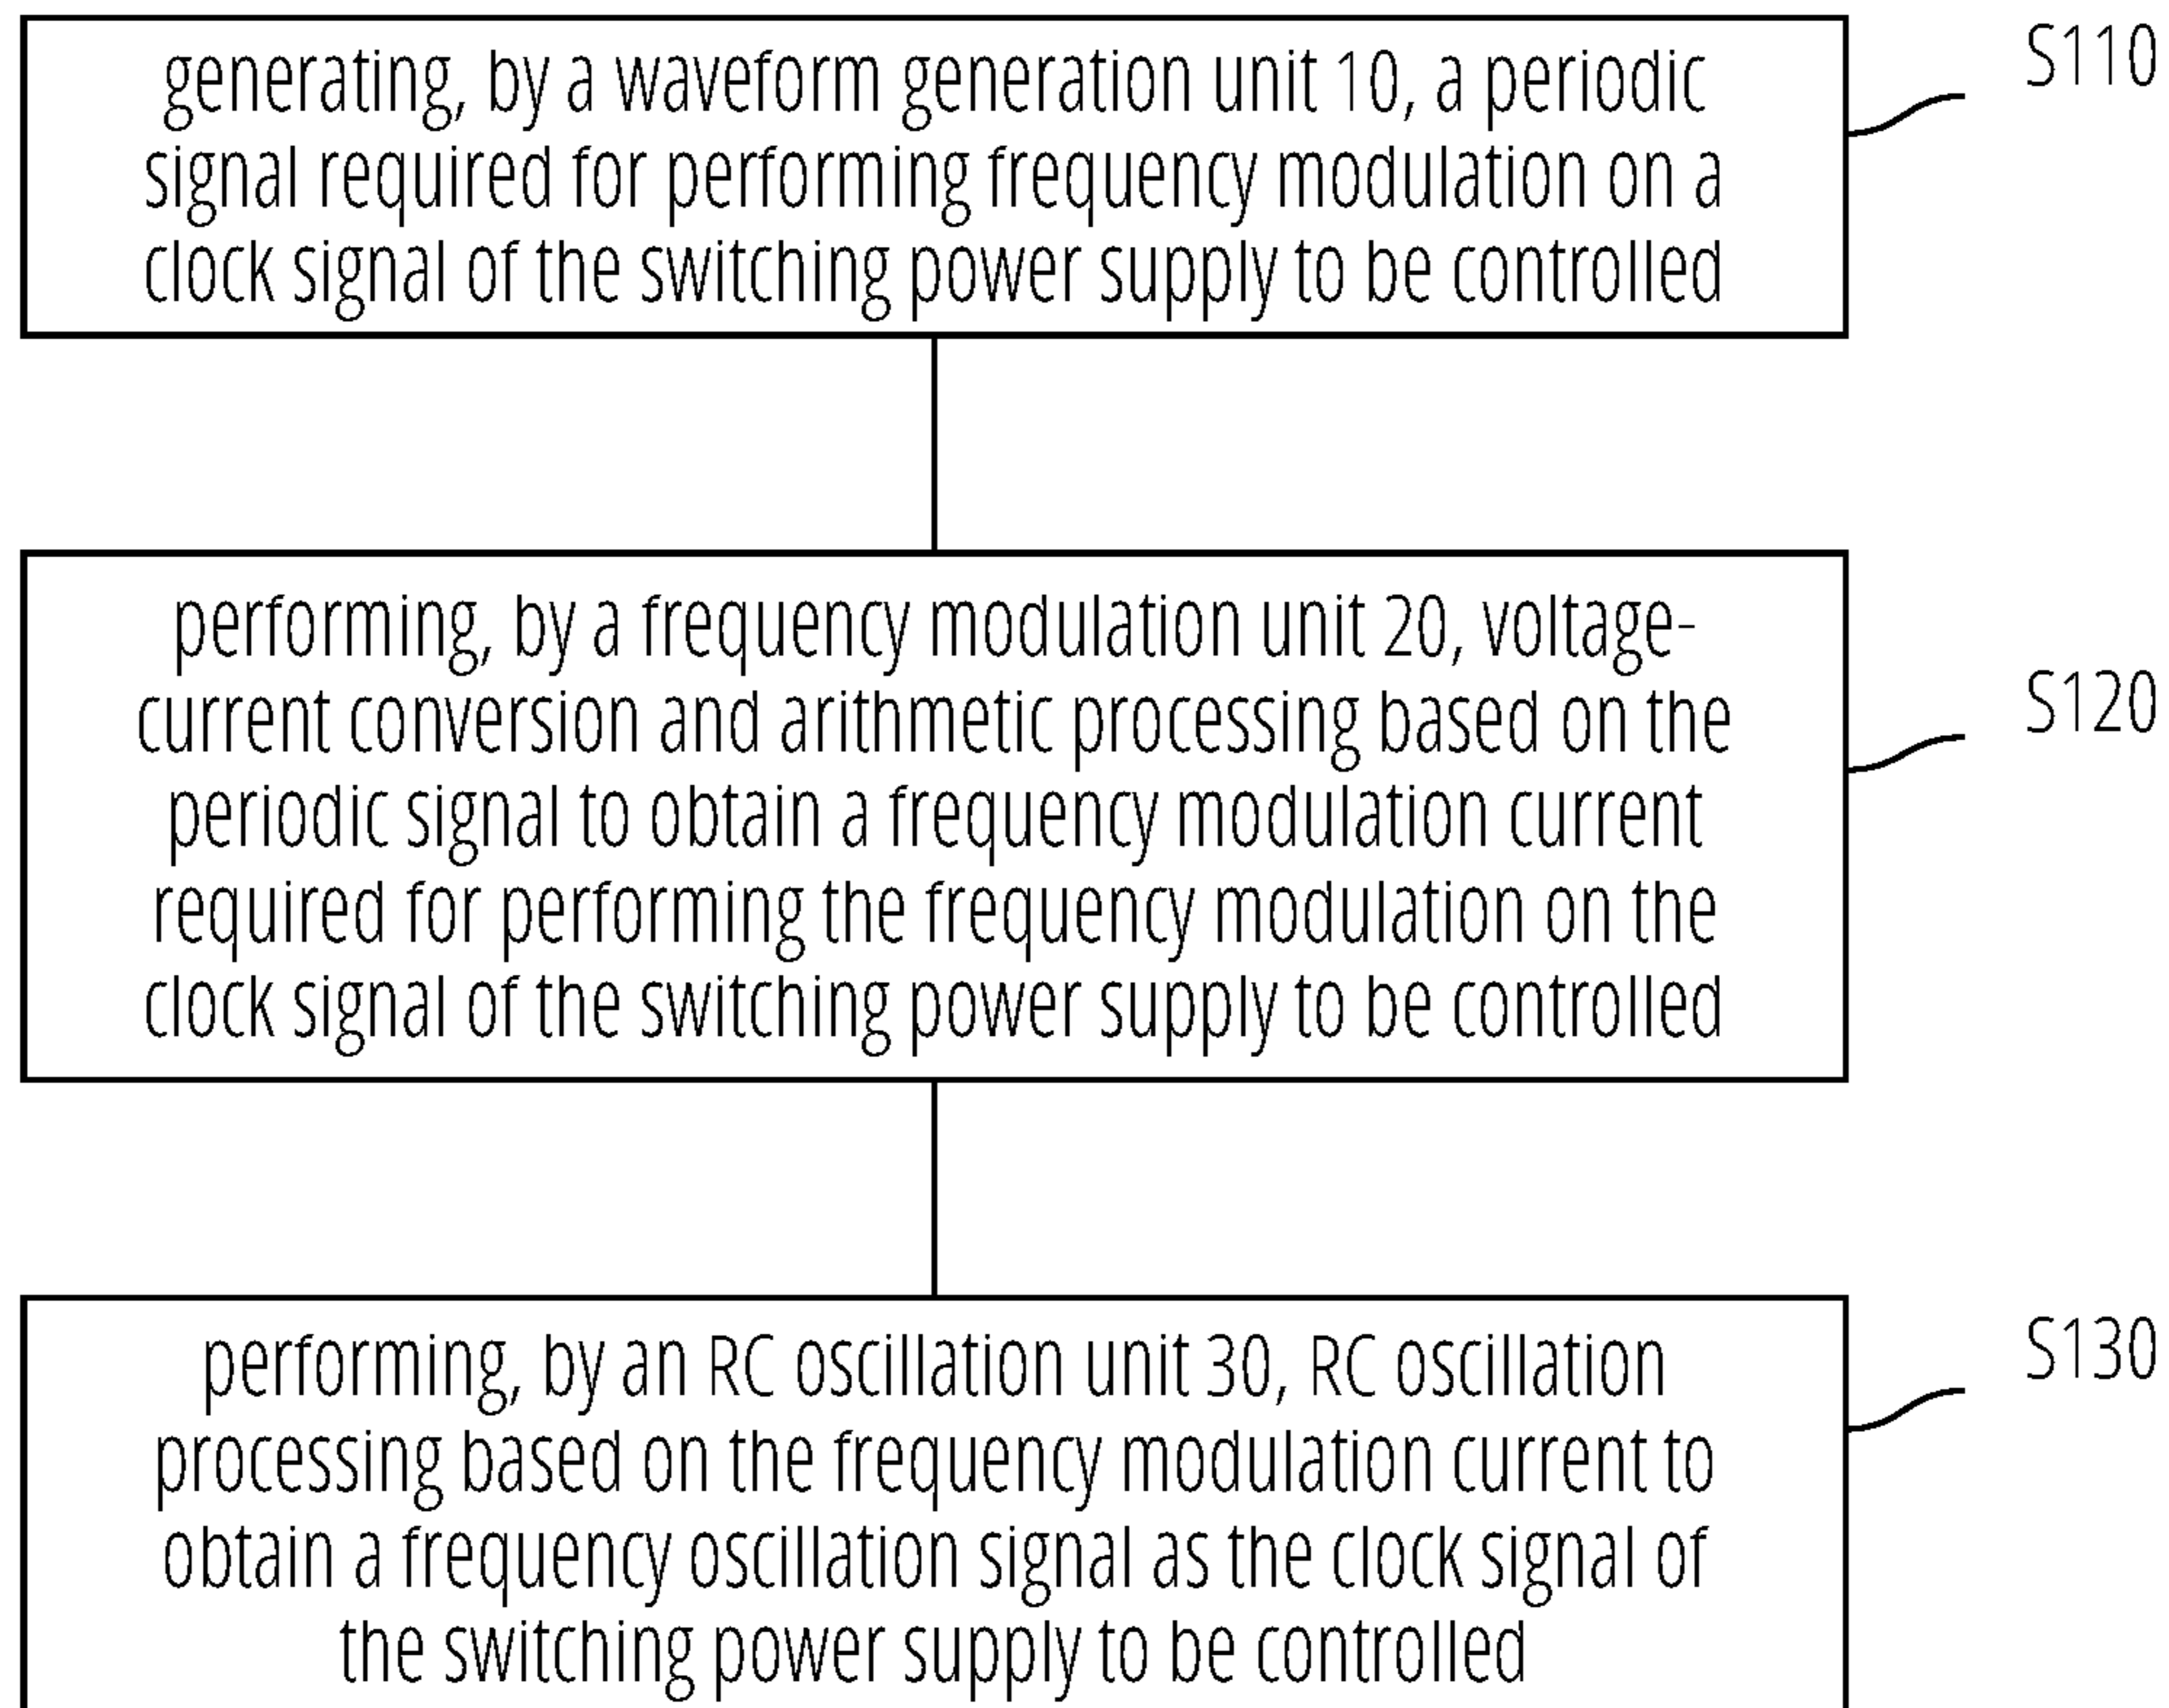 generating, by a waveform generation unit 10, a periodic
signal required for performing frequency modulation on a
clock signal of the switching power supply to be controlled
S110
performing, by a frequency modulation unit 20, voltage-
current conversion and arithmetic processing based on the
periodic signal to obtain a frequency modulation current
required for performing the frequency modulation on the
clock signal of the switching power supply to be controlled
S120
performing, by an RC oscillation unit 30, RC oscillation
processing based on the frequency modulation current to
obtain a frequency oscillation signal as the clock signal of
the switching power supply to be controlled
S130